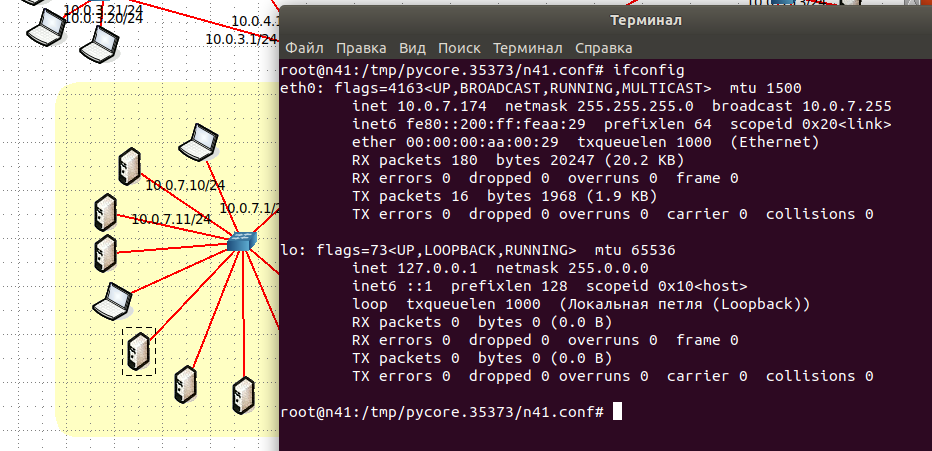 10.0.3.21/24
10.0.3.20/24
10.0.4.1
10.0.3.1/24
10.0.7.10/24
10.0.7.11/24
10.0.7.1/2
Терминал
Файл Правка Вид Поиск Терминал Справка
root@n41:/tmp/pycore.35373/n41.conf# ifconfig
eth0: flags=4163<UP,BROADCAST,RUNNING,MULTICAST>  mtu 1500
        inet 10.0.7.174  netmask 255.255.255.0  broadcast 10.0.7.255
        inet6 fe80::200:ff:feaa:29  prefixlen 64  scopeid 0x20<link>
        ether 00:00:00:aa:00:29  txqueuelen 1000  (Ethernet)
        RX packets 180  bytes 20247 (20.2 KB)
        RX errors 0  dropped 0  overruns 0  frame 0
        TX packets 16  bytes 1968 (1.9 KB)
        TX errors 0  dropped 0 overruns 0  carrier 0  collisions 0
lo: flags=73<UP,LOOPBACK,RUNNING>  mtu 65536
        inet 127.0.0.1  netmask 255.0.0.0
        inet6 ::1  prefixlen 128  scopeid 0x10<host>
        loop  txqueuelen 1000  (Локальная петля (Loopback))
        RX packets 0  bytes 0 (0.0 B)
        RX errors 0  dropped 0  overruns 0  frame 0
        TX packets 0  bytes 0 (0.0 B)
        TX errors 0  dropped 0 overruns 0  carrier 0  collisions 0
root@n41:/tmp/pycore.35373/n41.conf#